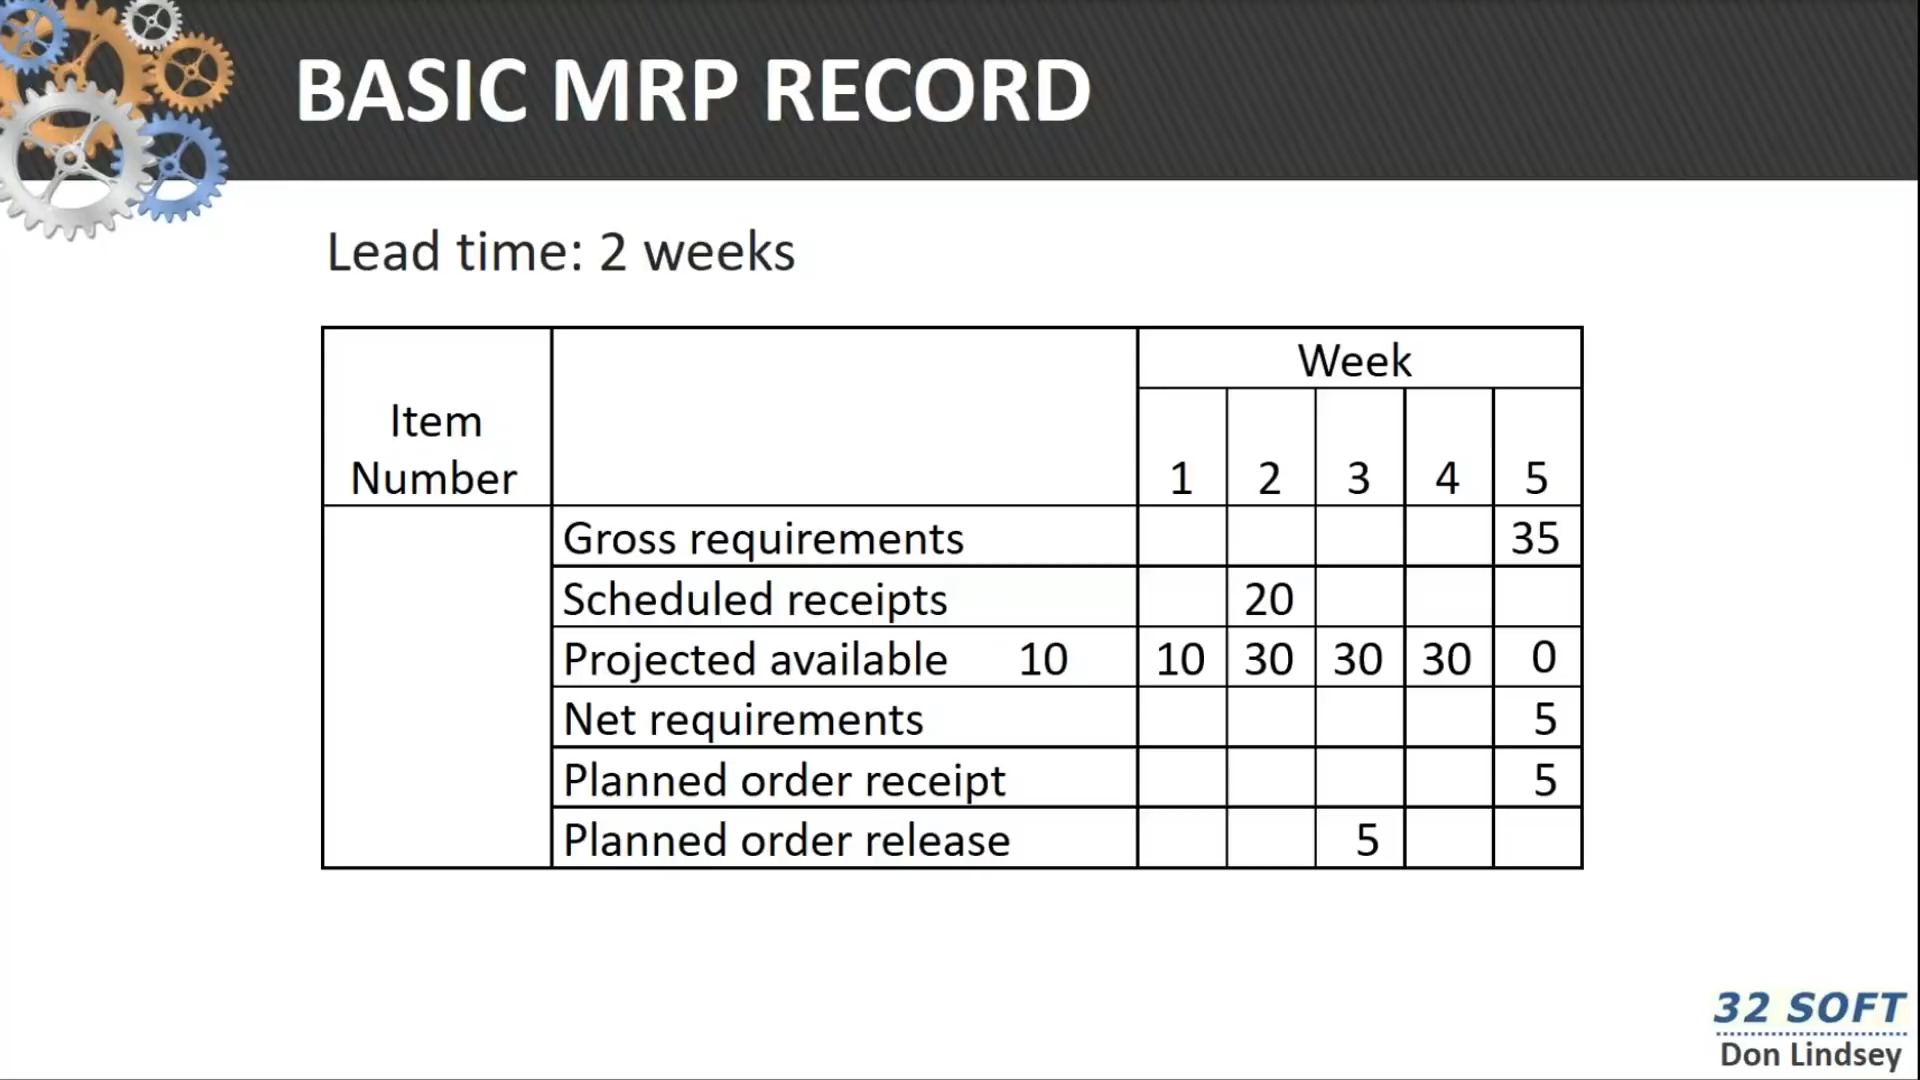 BASIC MRP RECORD
Lead time: 2 weeks
Week
Item
Number 1 2 3 4 5
Gross requirements 35
Scheduled receipts 20
Projected available 10 10 30 30 30 0
Net requirements 5
Planned order receipt 5
Planned order release 5
32 SOFT
Don Lindsey